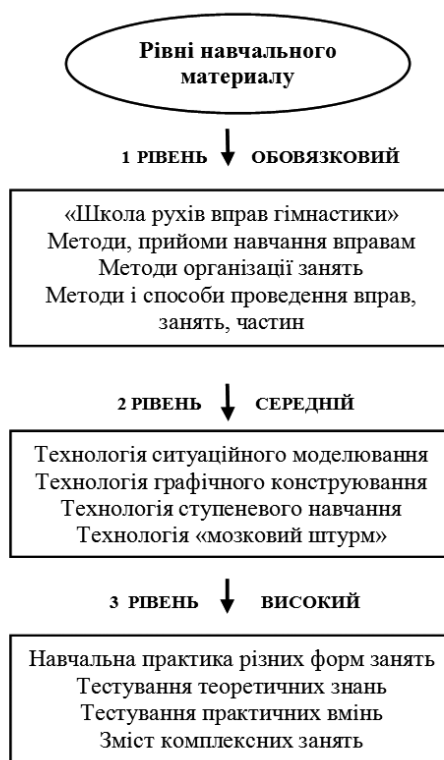 Рівні навчального
матеріалу
1 РІВЕНЬ ОБОВЯЗКОВИЙ
«Школа рухів вправ гімнастики»
Методи, прийоми навчання вправам
Методи організації занять
Методи і способи проведення вправ,
занять, частин
2 РІВЕНЬ СЕРЕДНІЙ
Технологія ситуаційного моделювання
Технологія графічного конструювання
Технологія ступеневого навчання
Технологія «мозковий штурм»
3 РІВЕНЬ ВИСОКИЙ
Навчальна практика різних форм занять
Тестування теоретичних знань
Тестування практичних вмінь
Зміст комплексних занять